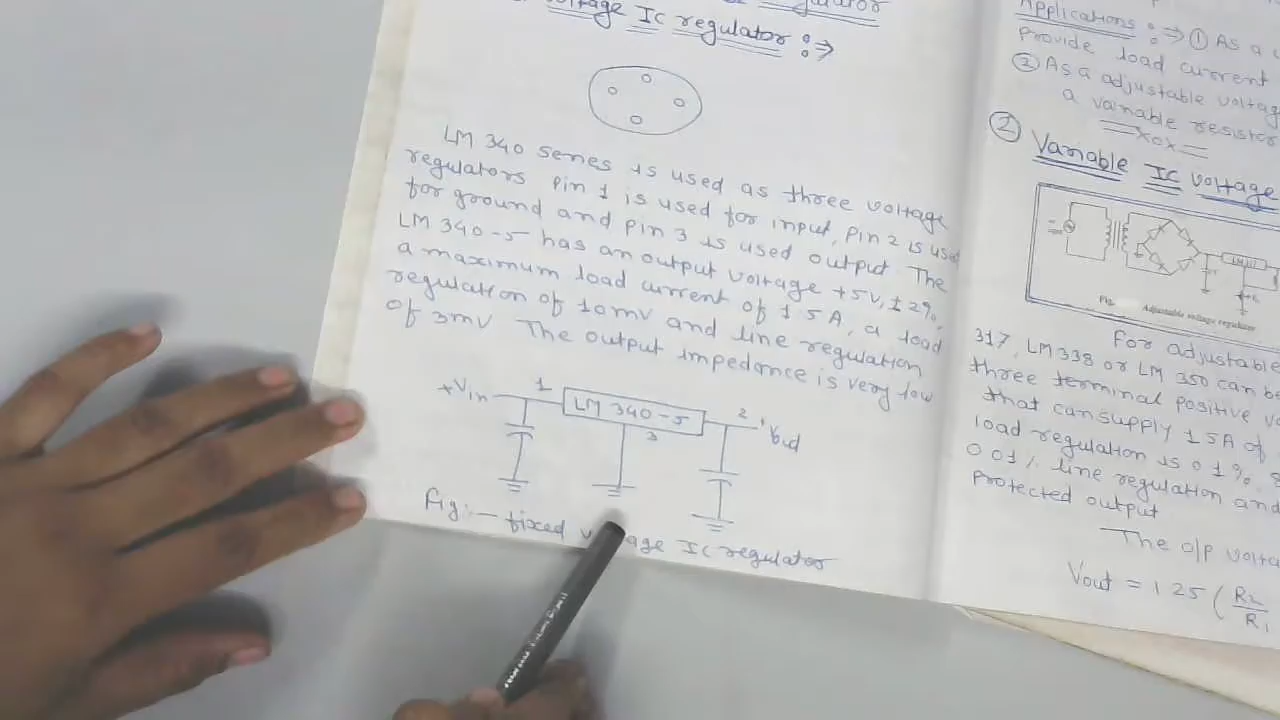 voltage Ic regulator :⇒
LM 340 series is used as three voltage
regulators Pin 1 is used for input, Pin 2 is used
for ground and Pin 3 is used output The
LM 340-5 has an output voltage +5V, ± 2%,
a maximum load current of 1.5 A, a load
regulation of 10mv and line regulation
of 3mv The output impedance is very low
+Vin 1 LM 340-5 2
3
Fig:- fixed IC regulator
Applications :⇒ ① As a
Provide load current
② As a adjustable voltage
a variable resistor
=xox=
② Variable IC voltage
Fig Adjustable voltage regulator
For adjustable
317, LM 338 or LM 350 can be
three terminal positive
that can supply 1 5A of
load regulation is 0 1%
0 01% line regulation and
Protected output
The o/p
Vout = 1 25 ( R2
R1